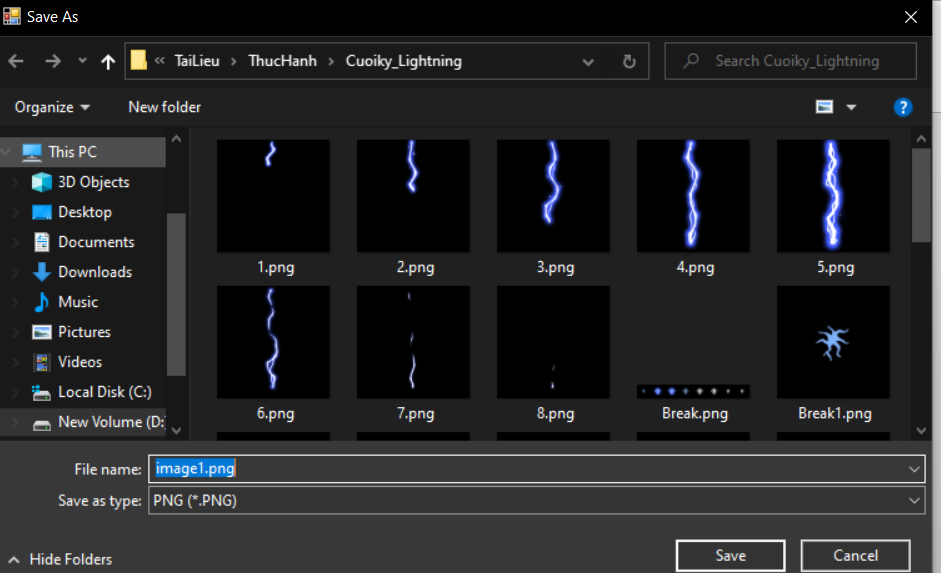 Save As
« TaiLieu › ThucHanh › Cuoiky_Lightning
Search Cuoiky_Lightning
Organize
New folder
?
This PC
3D Objects
Desktop
Documents
Downloads
Music
Pictures
Videos
Local Disk (C:)
New Volume (D:
1.png
2.png
3.png
4.png
5.png
6.png
7.png
8.png
Break.png
Break1.png
File name: image1.png
Save as type: PNG (*.PNG)
Hide Folders
Save
Cancel